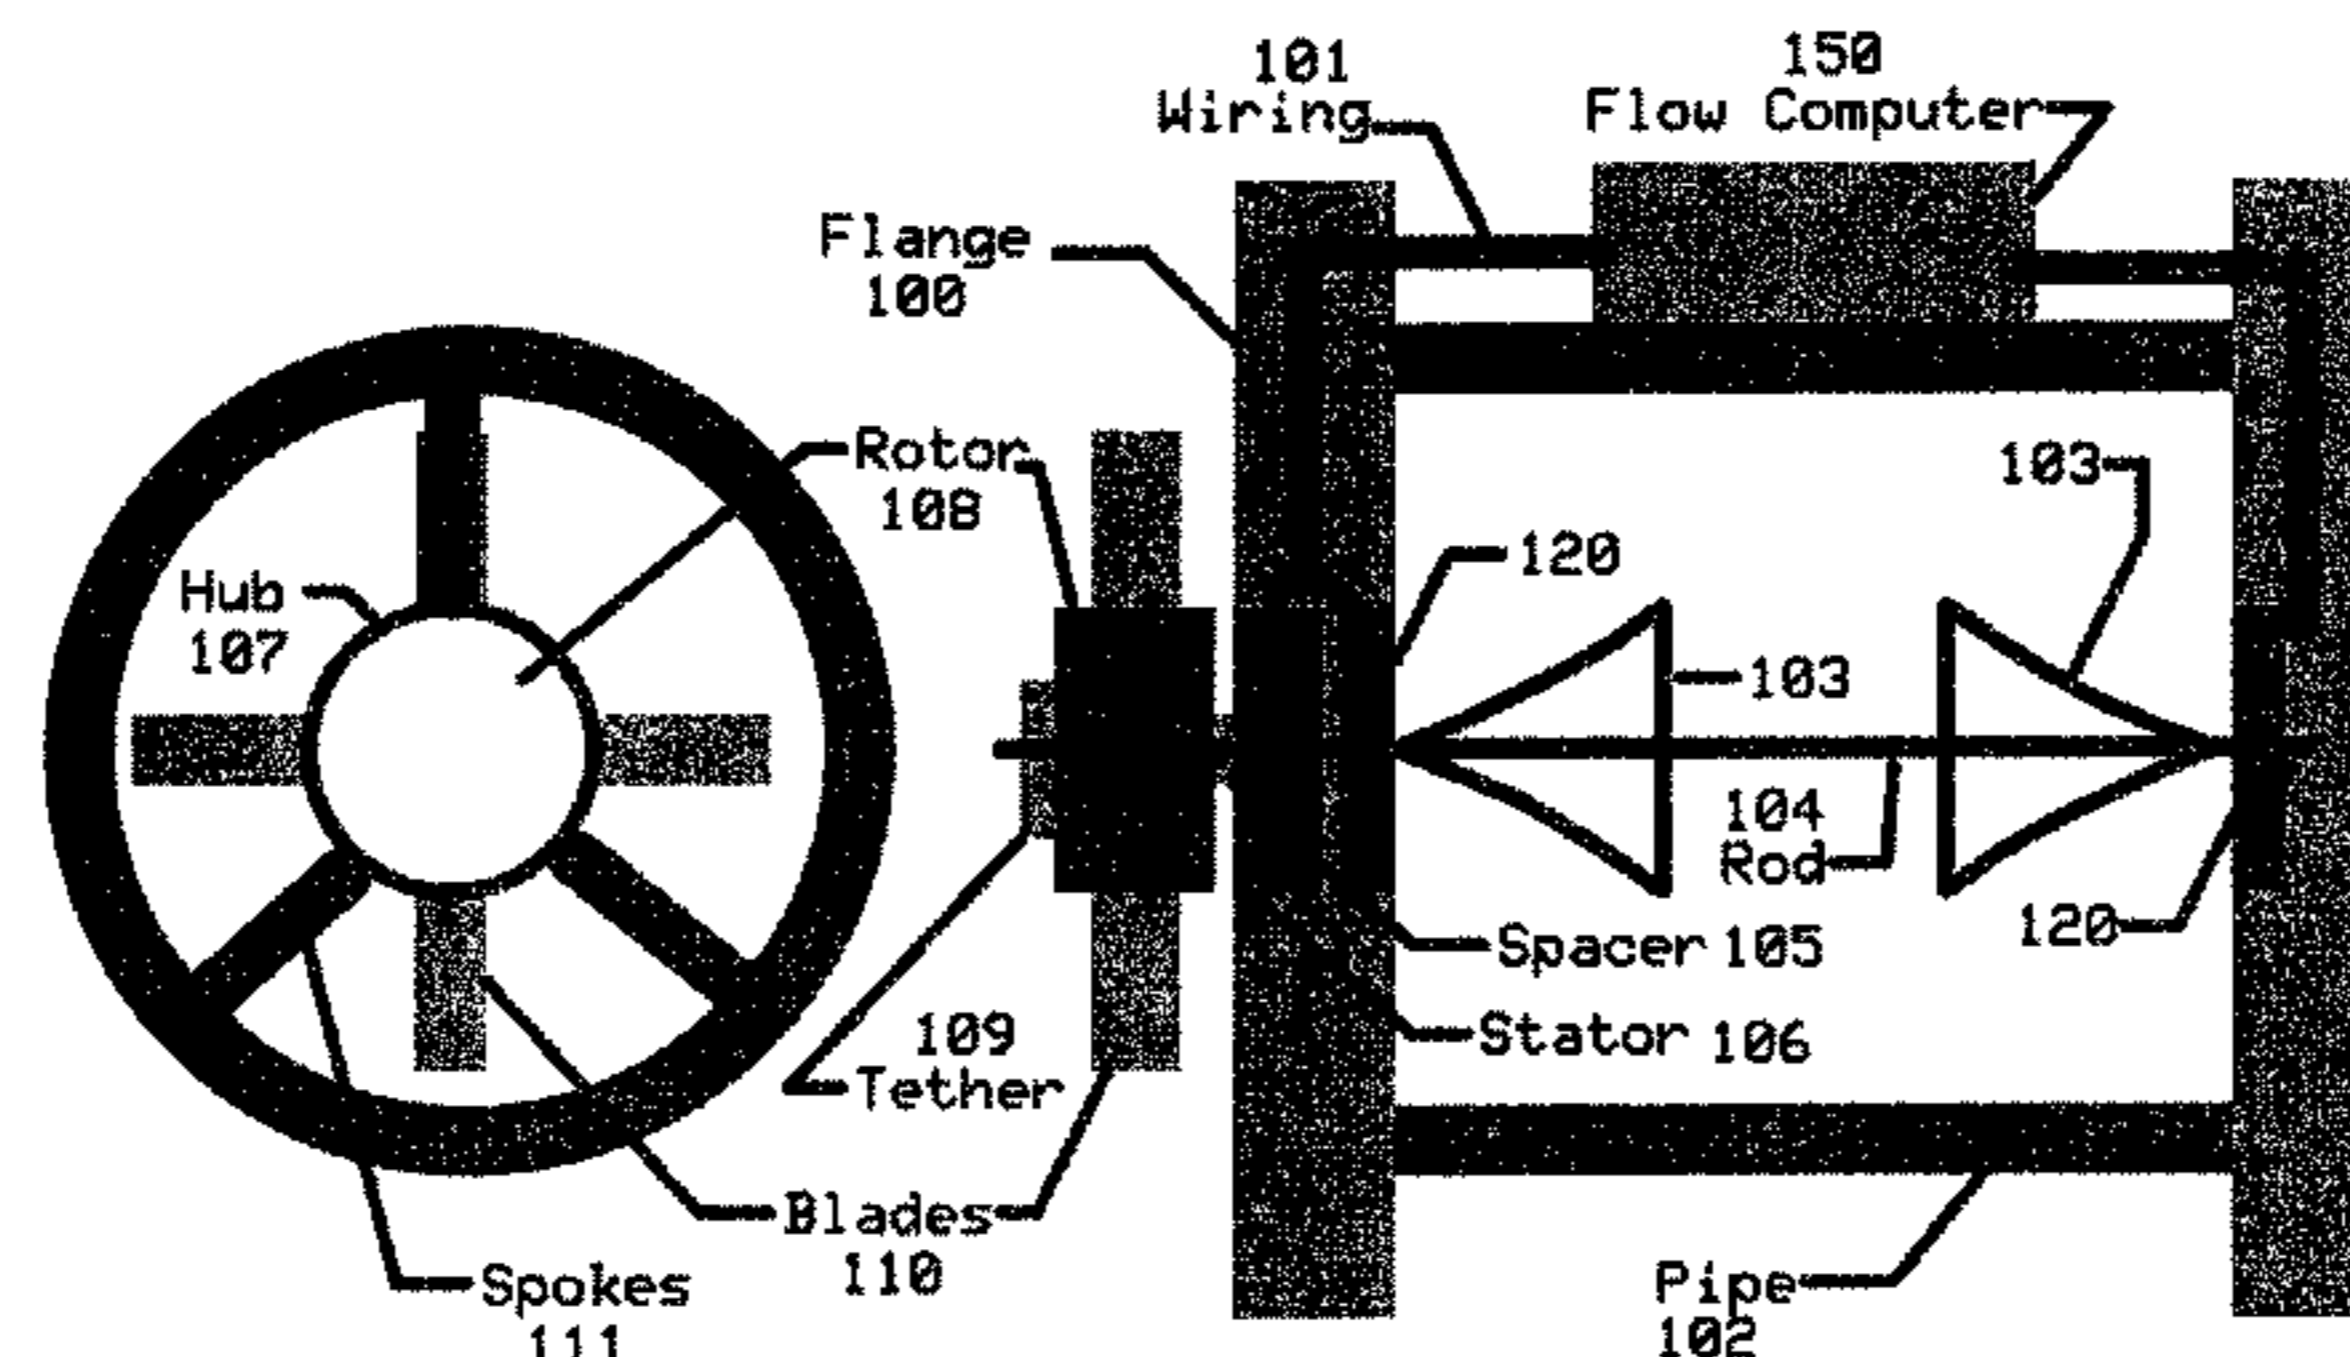 101
Wiring
150
Flow Computer
Flange
100
Rotor
108
103
120
Hub
107
103
104
Rod
120
Spacer 105
109
Tether
Stator 106
Blades
110
Spokes
111
Pipe
102